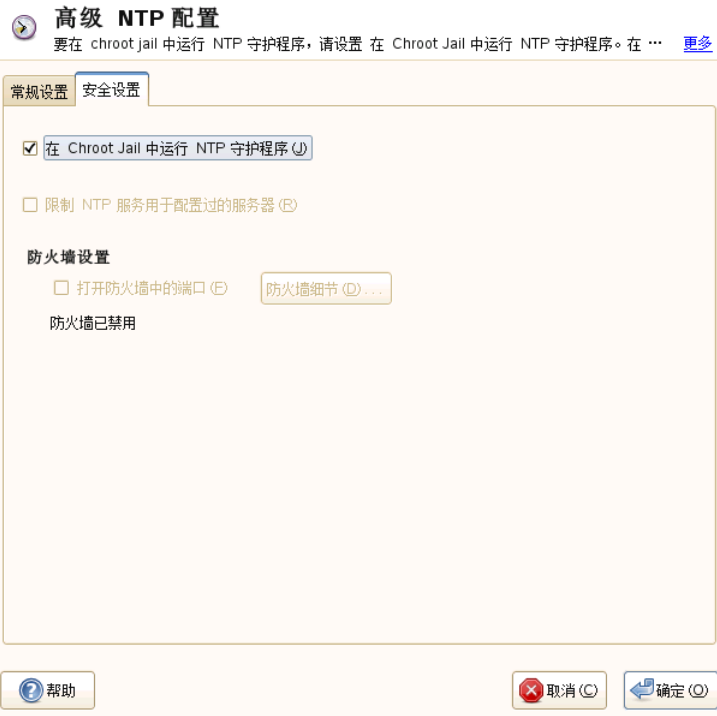 高级 NTP 配置
要在 chroot jail 中运行 NTP 守护程序，请设置 在 Chroot Jail 中运行 NTP 守护程序。在 … 更多
常规设置 安全设置
在 Chroot Jail 中运行 NTP 守护程序(J)
限制 NTP 服务用于配置过的服务器(R)
防火墙设置
打开防火墙中的端口(F) 防火墙细节(D)...
防火墙已禁用
帮助 取消(C) 确定(O)